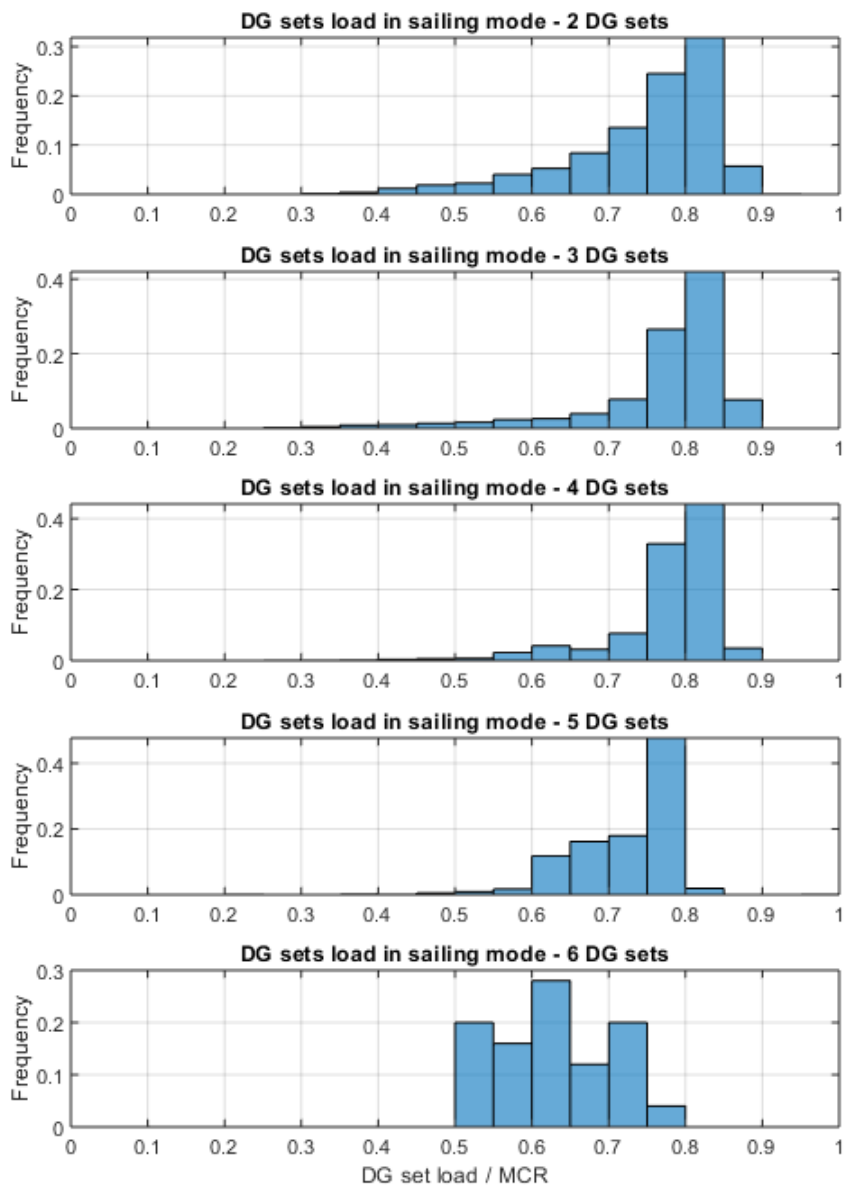 DG sets load in sailing mode - 2 DG sets
Frequency
0.3
0.2
0.1
0
0 0.1 0.2 0.3 0.4 0.5 0.6 0.7 0.8 0.9 1
DG sets load in sailing mode - 3 DG sets
Frequency
0.4
0.2
0
0 0.1 0.2 0.3 0.4 0.5 0.6 0.7 0.8 0.9 1
DG sets load in sailing mode - 4 DG sets
Frequency
0.4
0.2
0
0 0.1 0.2 0.3 0.4 0.5 0.6 0.7 0.8 0.9 1
DG sets load in sailing mode - 5 DG sets
Frequency
0.4
0.2
0
0 0.1 0.2 0.3 0.4 0.5 0.6 0.7 0.8 0.9 1
DG sets load in sailing mode - 6 DG sets
Frequency
0.3
0.2
0.1
0
0 0.1 0.2 0.3 0.4 0.5 0.6 0.7 0.8 0.9 1
DG set load / MCR